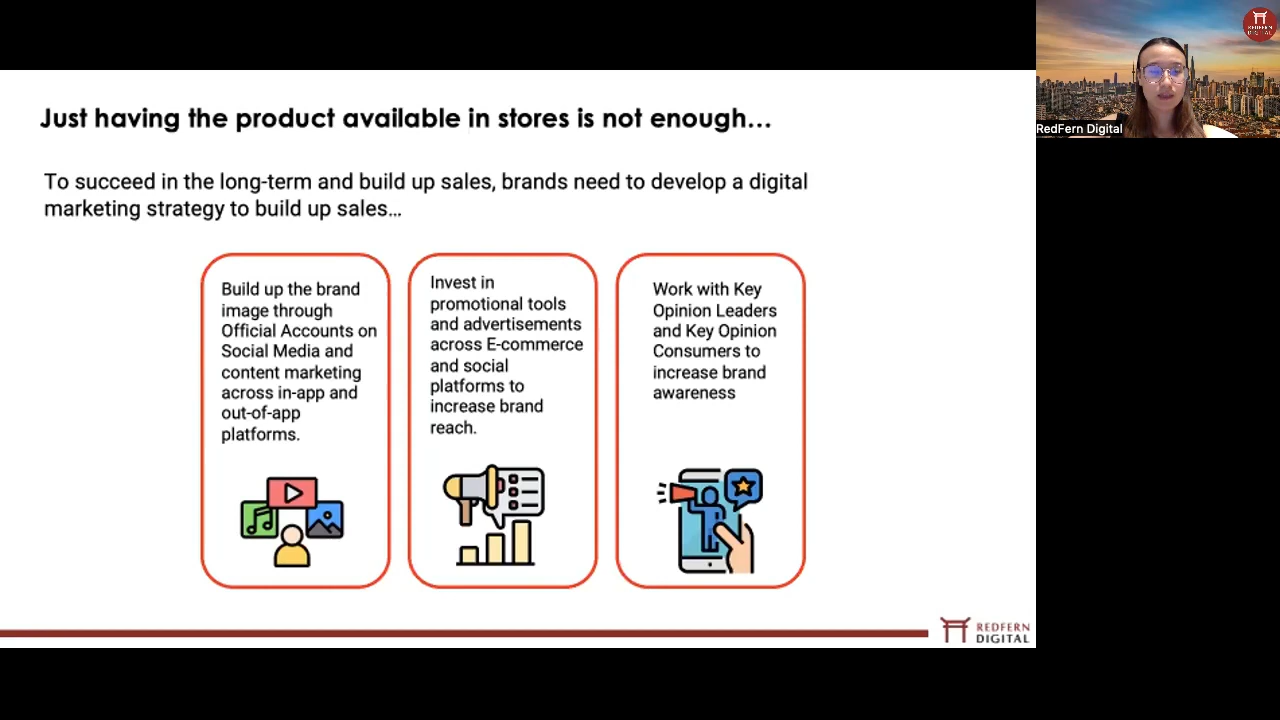 Just having the product available in stores is not enough...
To succeed in the long-term and build up sales, brands need to develop a digital
marketing strategy to build up sales...
Build up the brand
image through
Official Accounts on
Social Media and
content marketing
across in-app and
out-of-app
platforms.
Invest in
promotional tools
and advertisements
across E-commerce
and social
platforms to
increase brand
reach.
Work with Key
Opinion Leaders
and Key Opinion
Consumers to
increase brand
awareness
REDFERN
DIGITAL
REDFERN
DIGITAL
RedFern Digital